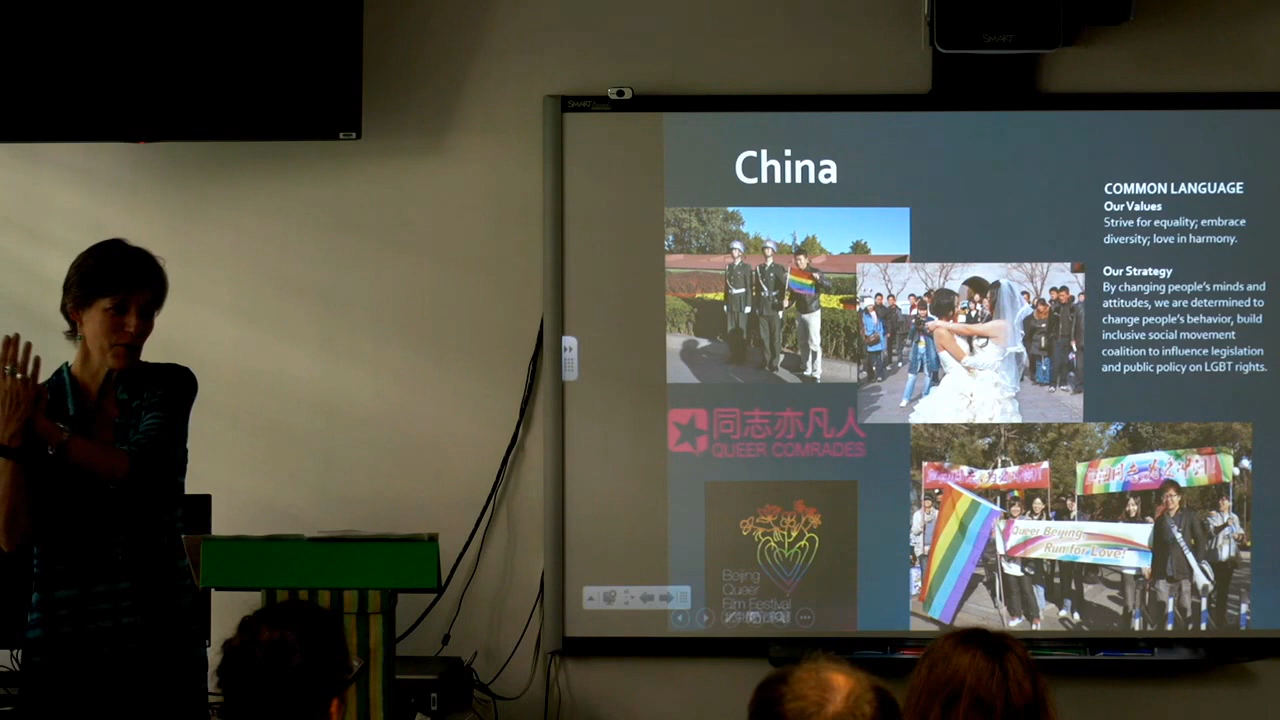 SMART
SMART
China
COMMON LANGUAGE
Our Values
Strive for equality; embrace
diversity; love in harmony.
Our Strategy
By changing people's minds and
attitudes, we are determined to
change people's behavior, build
inclusive social movement
coalition to influence legislation
and public policy on LGBT rights.
同志亦凡人
QUEER COMRADES
Queer Beijing,
Run for Love!
Beijing
Queer
Film Festival